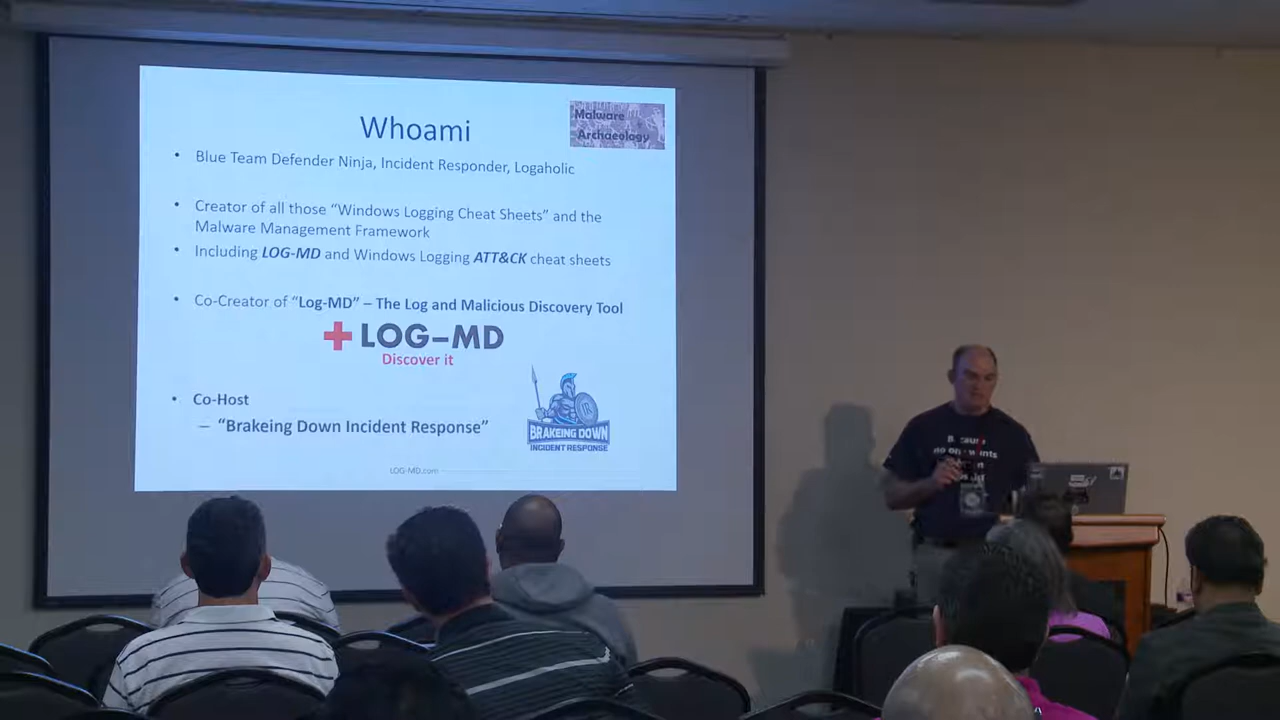 Whoami
Malware
Archaeology
• Blue Team Defender Ninja, Incident Responder, Logaholic
• Creator of all those “Windows Logging Cheat Sheets” and the
Malware Management Framework
• Including LOG-MD and Windows Logging ATT&CK cheat sheets
• Co-Creator of “Log-MD” – The Log and Malicious Discovery Tool
LOG–MD
Discover it
• Co-Host
– “Brakeing Down Incident Response”
BRAKEING DOWN
INCIDENT RESPONSE
LOG-MD.com